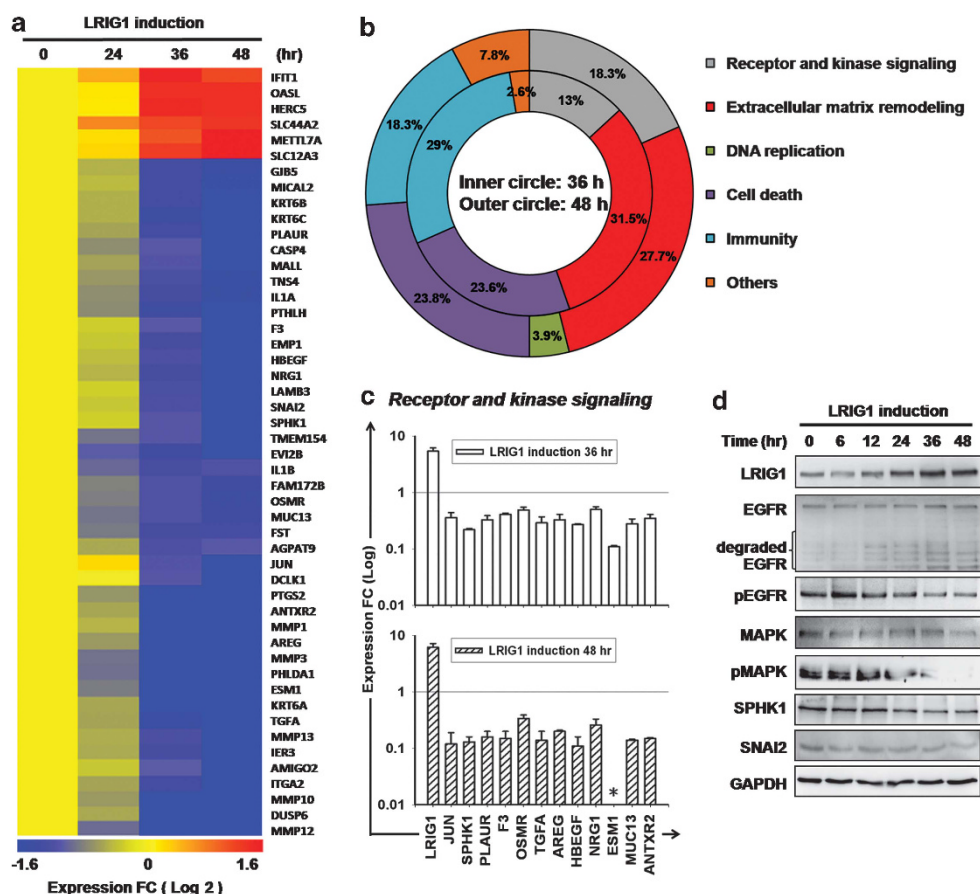 a
LRIG1 induction
0 24 36 48 (hr)
IFIT1
OASL
HERC5
SLC44A2
METTL7A
SLC12A3
GJB5
MICAL2
KRT6B
KRT6C
PLAUR
CASP4
MALL
TNS4
IL1A
PTHLH
F3
EMP1
HBEGF
NRG1
LAMB3
SNAI2
SPHK1
TMEM154
EVI2B
IL1B
FAM172B
OSMR
MUC13
FST
AGPAT9
JUN
DCLK1
PTGS2
ANTXR2
MMP1
AREG
MMP3
PHLDA1
ESM1
KRT6A
TGFA
MMP13
IER3
AMIGO2
ITGA2
MMP10
DUSP6
MMP12
-1.6 0 1.6
Expression FC ( Log 2 )
b
7.8%
18.3%
2.6%
13%
18.3%
29%
Inner circle: 36 h
Outer circle: 48 h
31.5%
27.7%
23.6%
23.8%
3.9%
Receptor and kinase signaling
Extracellular matrix remodeling
DNA replication
Cell death
Immunity
Others
c Receptor and kinase signaling
Expression FC (Log)
10
1
0.1
0.01
LRIG1 induction 36 hr
10
1
0.1
0.01
LRIG1 induction 48 hr
*
LRIG1
JUN
SPHK1
PLAUR
F3
OSMR
TGFA
AREG
HBEGF
NRG1
ESM1
MUC13
ANTXR2
d
LRIG1 induction
Time (hr) 0 6 12 24 36 48
LRIG1
EGFR
degraded
EGFR
pEGFR
MAPK
pMAPK
SPHK1
SNAI2
GAPDH